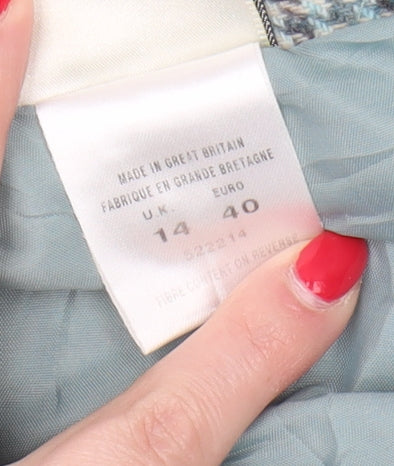 MADE IN GREAT BRITAIN
FABRIQUE EN GRANDE BRETAGNE
U.K. EURO
14 40
522214
FIBRE CONTENT ON REVERSE